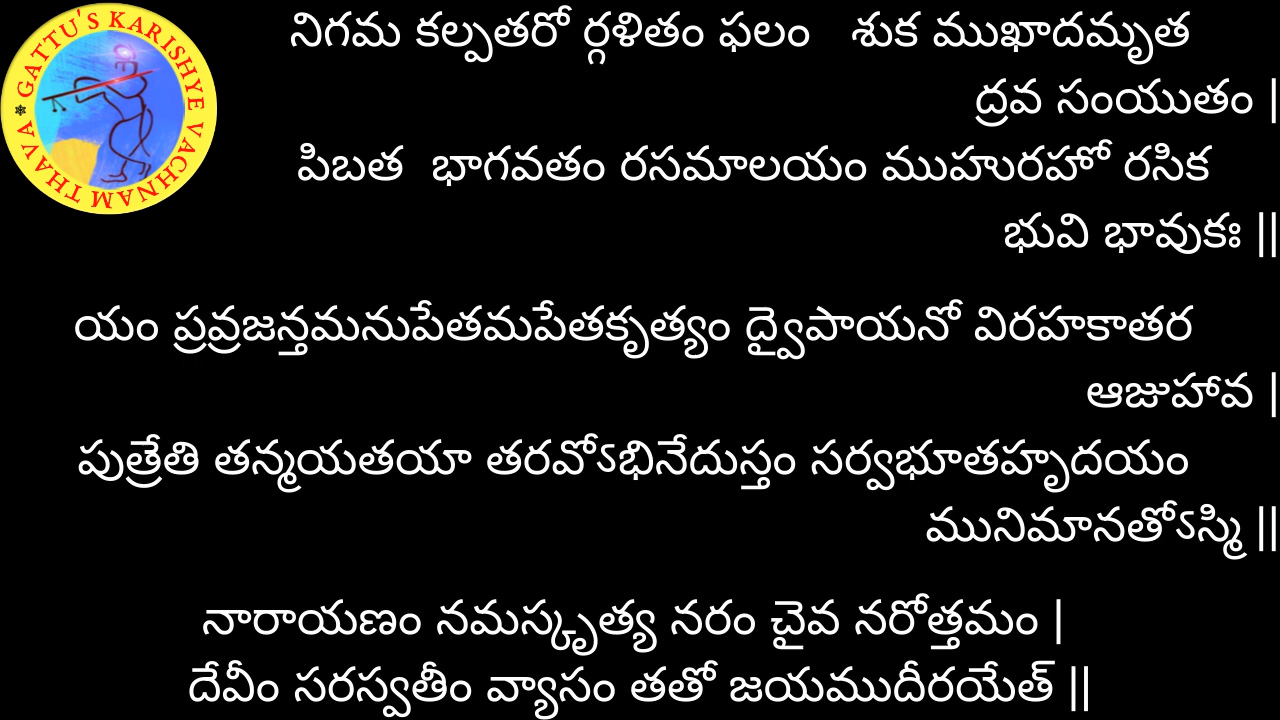 GATTU'S KARISHYE VACHNAM THAVA
నిగమ కల్పతరో ర్గళితం ఫలం శుక ముఖాదమృత
ద్రవ సంయుతం |
పిబత భాగవతం రసమాలయం ముహురహో రసిక
భువి భావుకః ||
యం ప్రవ్రజన్తమనుపేతమపేతకృత్యం ద్వైపాయనో విరహకాతర
ఆజుహావ |
పుత్రేతి తన్మయతయా తరవోఽభినేదుస్తం సర్వభూతహృదయం
మునిమానతోఽస్మి ||
నారాయణం నమస్కృత్య నరం చైవ నరోత్తమం |
దేవీం సరస్వతీం వ్యాసం తతో జయముదీరయేత్ ||